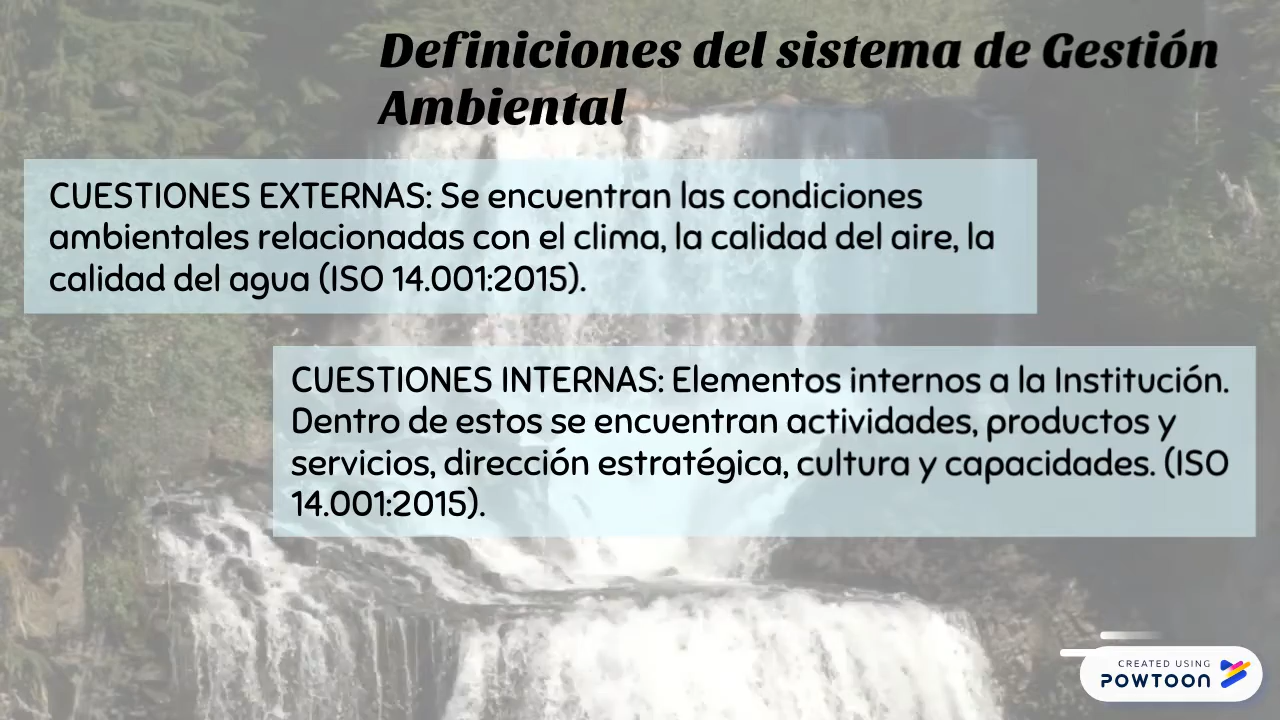 Definiciones del sistema de Gestión
Ambiental
CUESTIONES EXTERNAS: Se encuentran las condiciones
ambientales relacionadas con el clima, la calidad del aire, la
calidad del agua (ISO 14.001:2015).
CUESTIONES INTERNAS: Elementos internos a la Institución.
Dentro de estos se encuentran actividades, productos y
servicios, dirección estratégica, cultura y capacidades. (ISO
14.001:2015).
CREATED USING
POWTOON